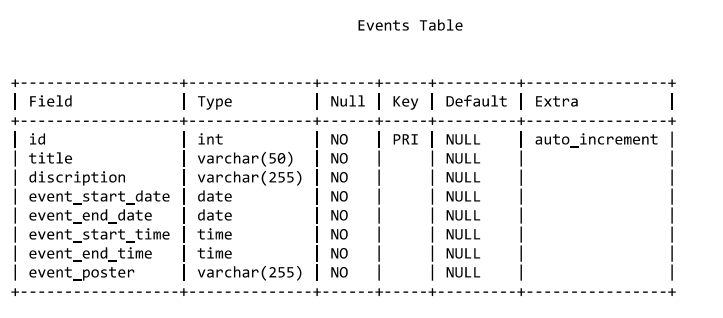 Events Table
+-------------------+--------------+------+-----+---------+----------------+
| Field             | Type         | Null | Key | Default | Extra          |
+-------------------+--------------+------+-----+---------+----------------+
| id                | int          | NO   | PRI | NULL    | auto_increment |
| title             | varchar(50)  | NO   |     | NULL    |                |
| discription       | varchar(255) | NO   |     | NULL    |                |
| event_start_date  | date         | NO   |     | NULL    |                |
| event_end_date    | date         | NO   |     | NULL    |                |
| event_start_time  | time         | NO   |     | NULL    |                |
| event_end_time    | time         | NO   |     | NULL    |                |
| event_poster      | varchar(255) | NO   |     | NULL    |                |
+-------------------+--------------+------+-----+---------+----------------+